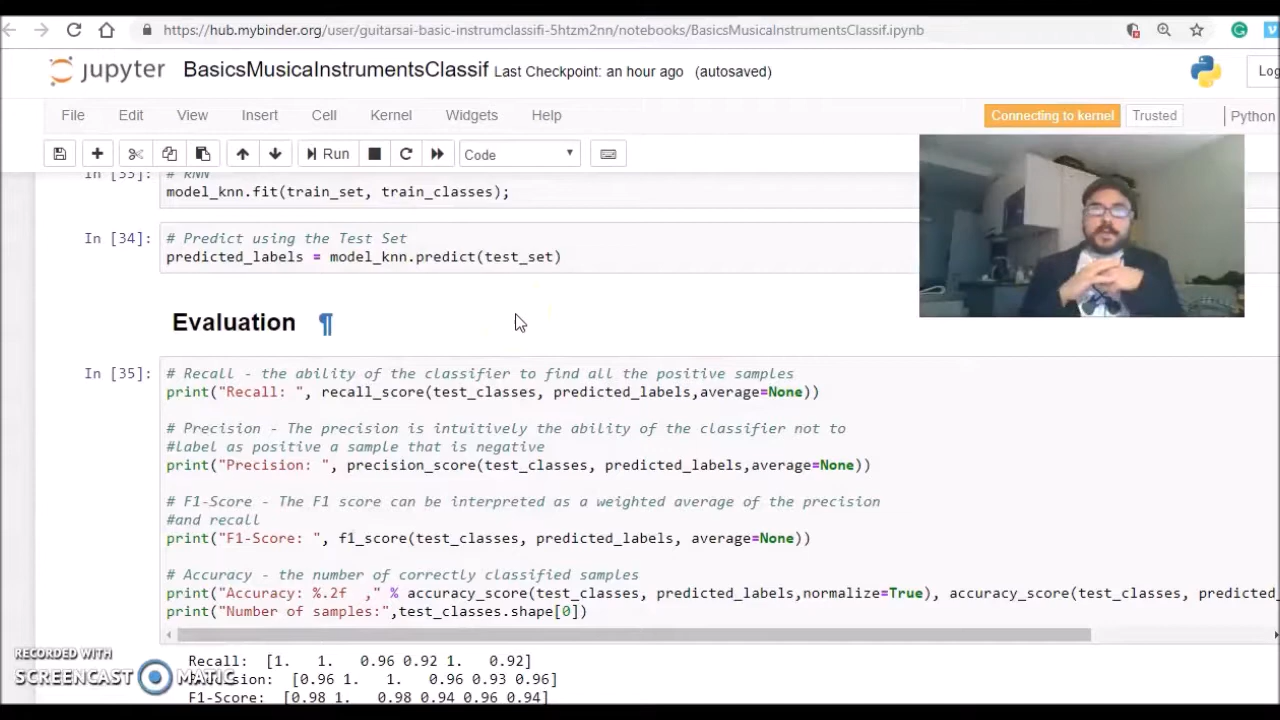 https://hub.mybinder.org/user/guitarsai-basic-instrumclassif-5htzm2nn/notebooks/BasicsMusicalnstrumentsClassif.ipynb
jupyter BasicsMusicalnstrumentsClassif Last Checkpoint: an hour ago (autosaved)
File Edit View Insert Cell Kernel Widgets Help Connecting to kernel Trusted Python
Run Code
In [33]: # KNN
model_knn.fit(train_set, train_classes);
In [34]: # Predict using the Test Set
predicted_labels = model_knn.predict(test_set)
Evaluation ¶
In [35]: # Recall - the ability of the classifier to find all the positive samples
print("Recall: ", recall_score(test_classes, predicted_labels,average=None))
# Precision - The precision is intuitively the ability of the classifier not to
#label as positive a sample that is negative
print("Precision: ", precision_score(test_classes, predicted_labels,average=None))
# F1-Score - The F1 score can be interpreted as a weighted average of the precision
#and recall
print("F1-Score: ", f1_score(test_classes, predicted_labels, average=None))
# Accuracy - the number of correctly classified samples
print("Accuracy: %.2f  ," % accuracy_score(test_classes, predicted_labels,normalize=True), accuracy_score(test_classes, predicted
print("Number of samples:",test_classes.shape[0])
Recall: [1. 1. 0.96 0.92 1. 0.92]
Precision: [0.96 1. 1. 0.96 0.93 0.96]
F1-Score: [0.98 1. 0.98 0.94 0.96 0.94]
RECORDED WITH
SCREENCAST MATIC